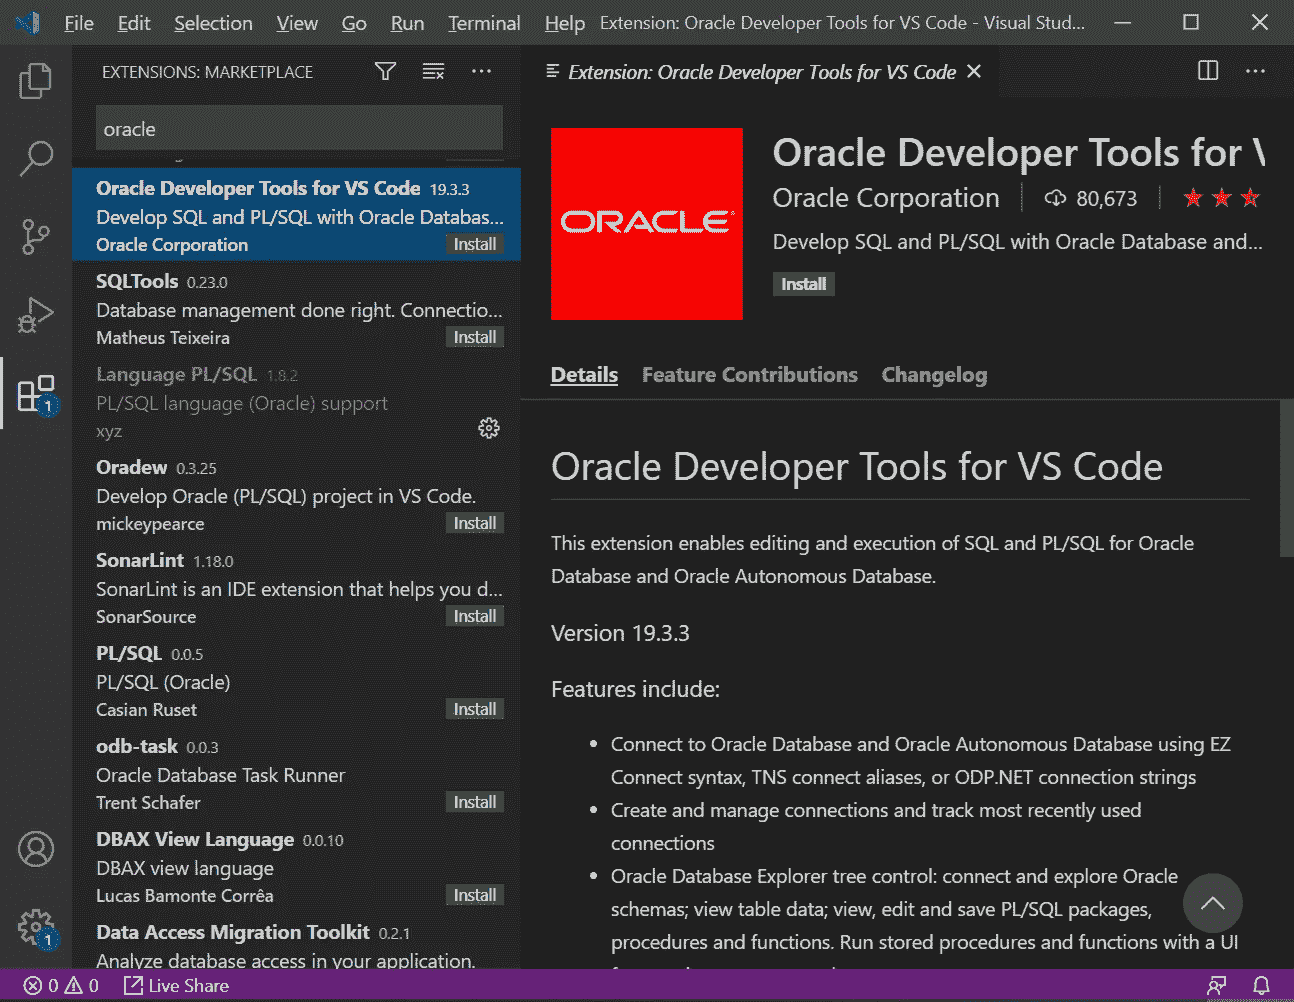 File Edit Selection View Go Run Terminal Help Extension: Oracle Developer Tools for VS Code - Visual Stud...
EXTENSIONS: MARKETPLACE
oracle
Oracle Developer Tools for VS Code 19.3.3
Develop SQL and PL/SQL with Oracle Databas...
Oracle Corporation Install
SQLTools 0.23.0
Database management done right. Connectio...
Matheus Teixeira Install
Language PL/SQL 1.8.2
PL/SQL language (Oracle) support
xyz
Oradew 0.3.25
Develop Oracle (PL/SQL) project in VS Code.
mickeypearce Install
SonarLint 1.18.0
SonarLint is an IDE extension that helps you d...
SonarSource Install
PL/SQL 0.0.5
PL/SQL (Oracle)
Casian Ruset Install
odb-task 0.0.3
Oracle Database Task Runner
Trent Schafer Install
DBAX View Language 0.0.10
DBAX view language
Lucas Bamonte Corrêa Install
Data Access Migration Toolkit 0.2.1
Analyze database access in your application.
1
1
Extension: Oracle Developer Tools for VS Code
ORACLE
Oracle Developer Tools for V
Oracle Corporation 80,673
Develop SQL and PL/SQL with Oracle Database and...
Install
Details Feature Contributions Changelog
Oracle Developer Tools for VS Code
This extension enables editing and execution of SQL and PL/SQL for Oracle
Database and Oracle Autonomous Database.
Version 19.3.3
Features include:
• Connect to Oracle Database and Oracle Autonomous Database using EZ
Connect syntax, TNS connect aliases, or ODP.NET connection strings
• Create and manage connections and track most recently used
connections
• Oracle Database Explorer tree control: connect and explore Oracle
schemas; view table data; view, edit and save PL/SQL packages,
procedures and functions. Run stored procedures and functions with a UI
0 0 Live Share